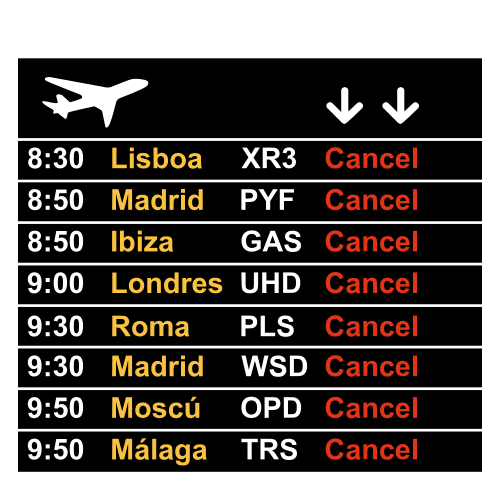 8:30 Lisboa XR3 Cancel
8:50 Madrid PYF Cancel
8:50 Ibiza GAS Cancel
9:00 Londres UHD Cancel
9:30 Roma PLS Cancel
9:30 Madrid WSD Cancel
9:50 Moscú OPD Cancel
9:50 Málaga TRS Cancel